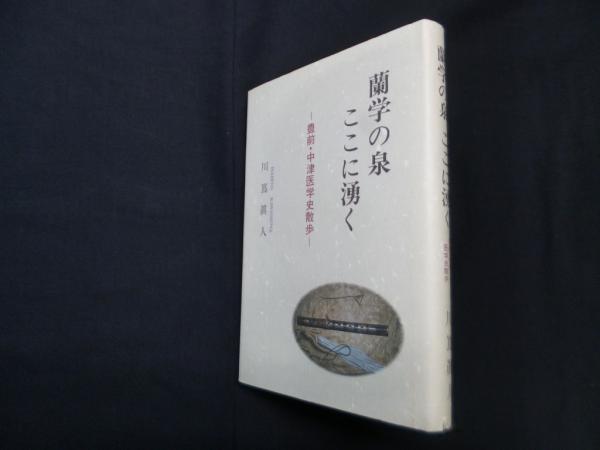 蘭学の泉
ここに湧く
―豊前・中津医学史散歩―
川嶌眞人
蘭学の泉 ここに湧く